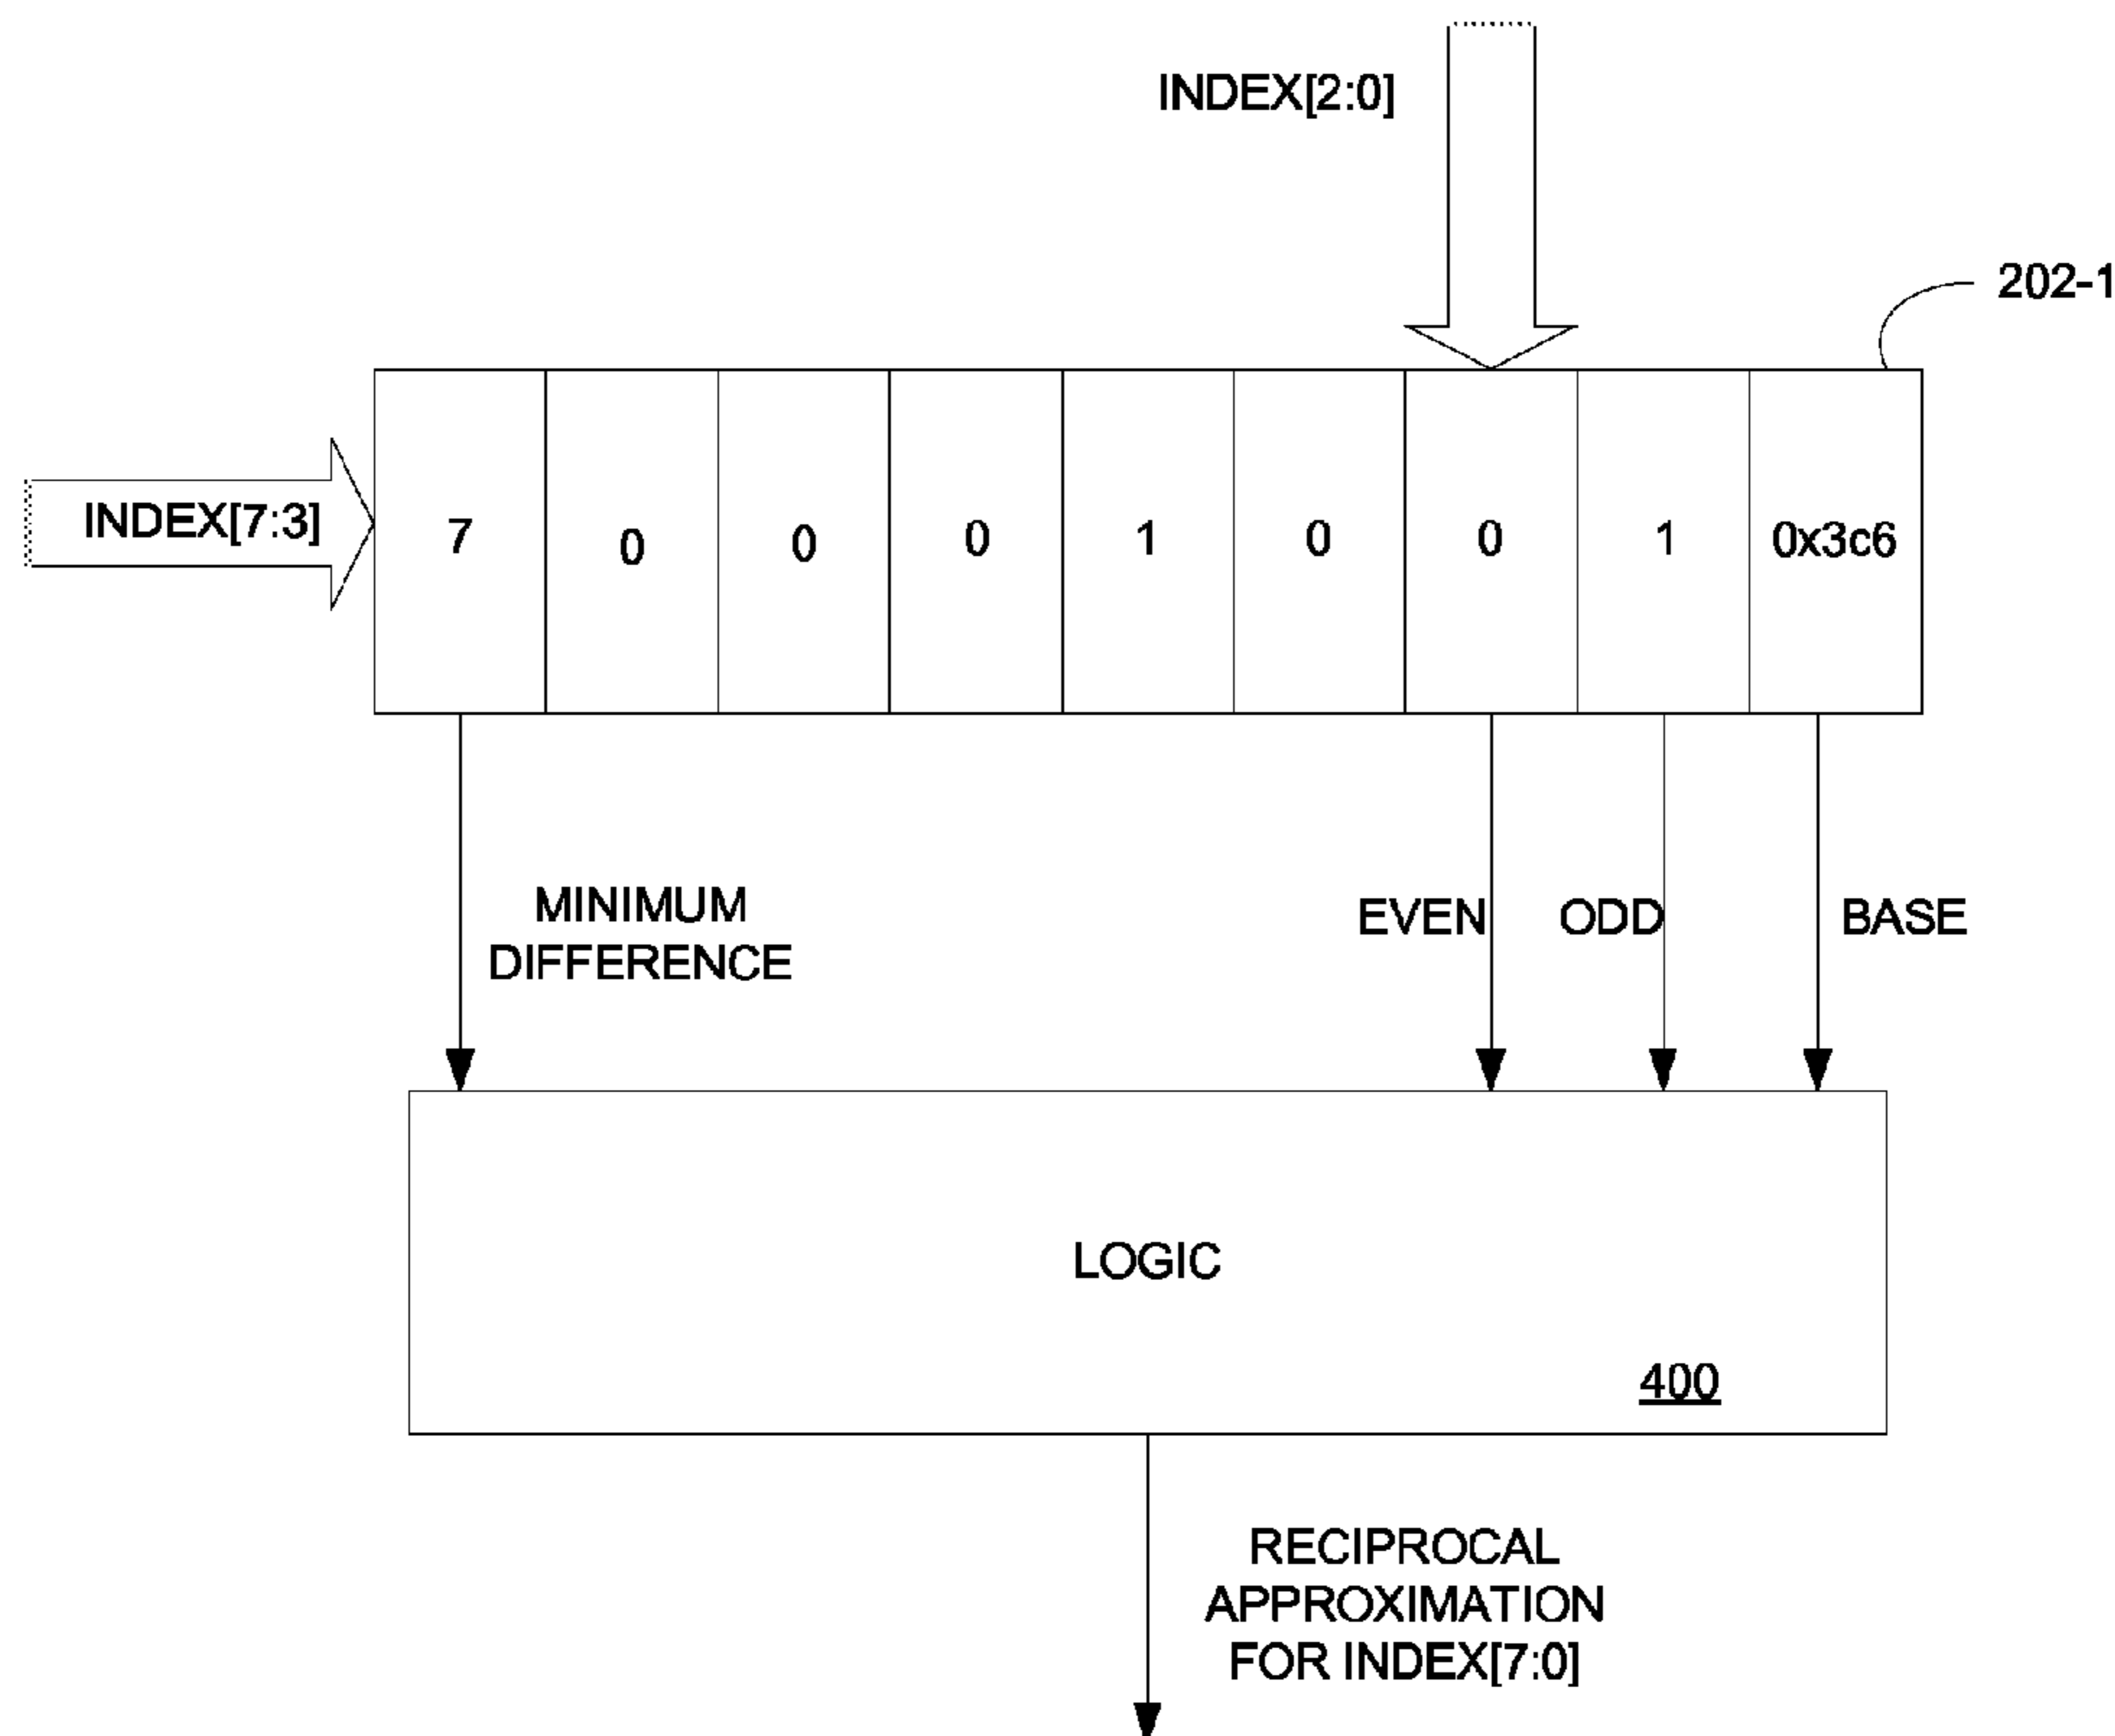 INDEX[2:0]
202-1
INDEX[7:3]
7 0 0 0 1 0 0 1 0x3c6
MINIMUM
DIFFERENCE
EVEN ODD BASE
LOGIC
400
RECIPROCAL
APPROXIMATION
FOR INDEX[7:0]